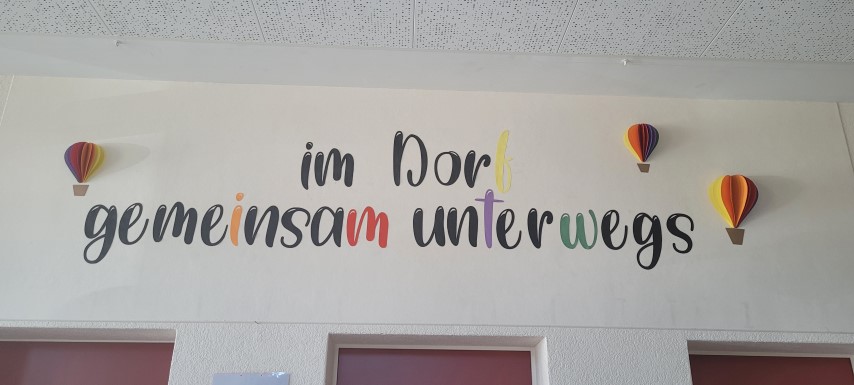 im Dorf
gemeinsam unterwegs